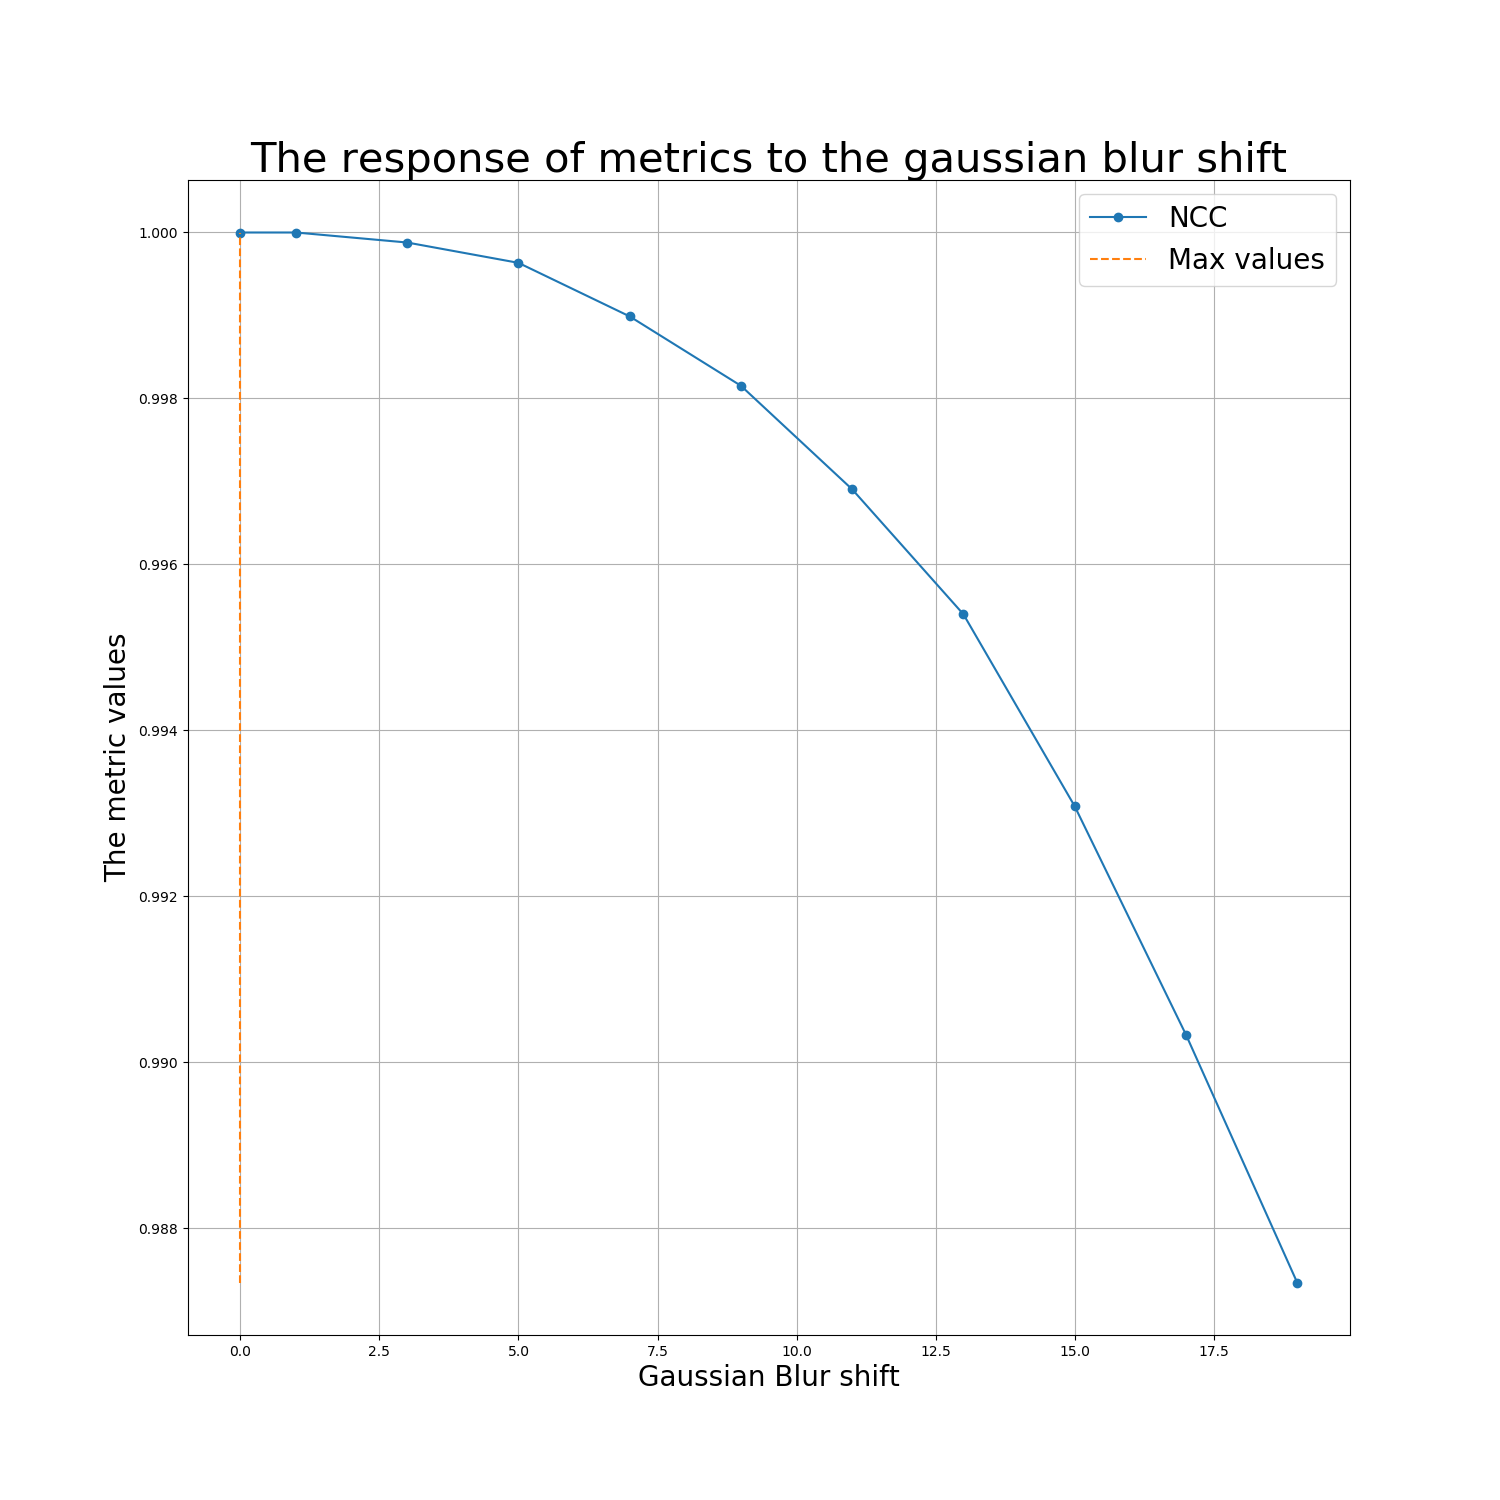 The response of metrics to the gaussian blur shift
NCC
Max values
The metric values
1.000
0.998
0.996
0.994
0.992
0.990
0.988
0.0 2.5 5.0 7.5 10.0 12.5 15.0 17.5
Gaussian Blur shift